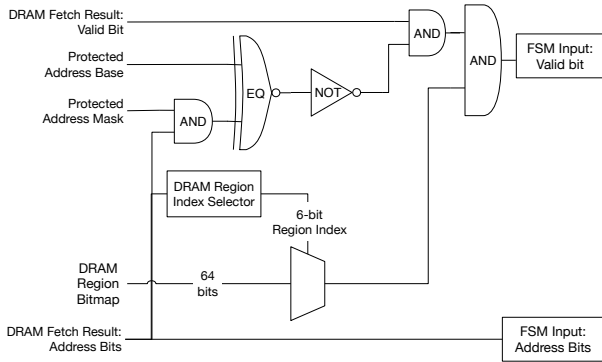 DRAM Fetch Result:
Valid Bit
AND
FSM Input:
Valid bit
Protected
Address Base
AND
EQ
NOT
Protected
Address Mask
AND
DRAM Region
Index Selector
6-bit
Region Index
DRAM
Region
Bitmap
64
bits
DRAM Fetch Result:
Address Bits
FSM Input:
Address Bits